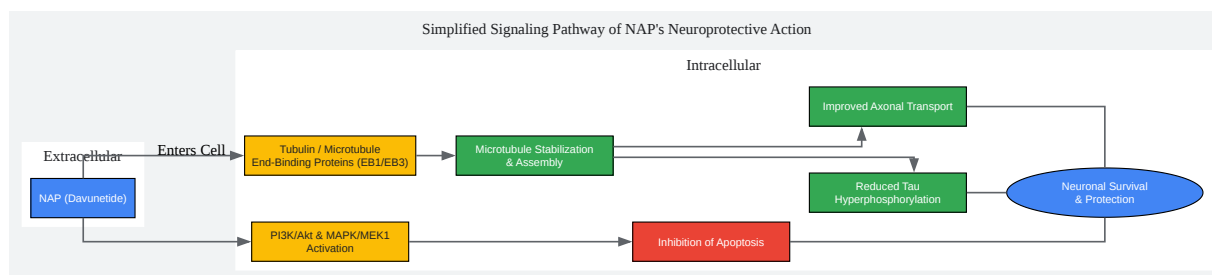 Simplified Signaling Pathway of NAP's Neuroprotective Action
Intracellular
Extracellular
Enters Cell
NAP (Davunetide)
Tubulin / Microtubule
End-Binding Proteins (EB1/EB3)
Microtubule Stabilization
& Assembly
Improved Axonal Transport
Reduced Tau
Hyperphosphorylation
Neuronal Survival
& Protection
PI3K/Akt & MAPK/MEK1
Activation
Inhibition of Apoptosis